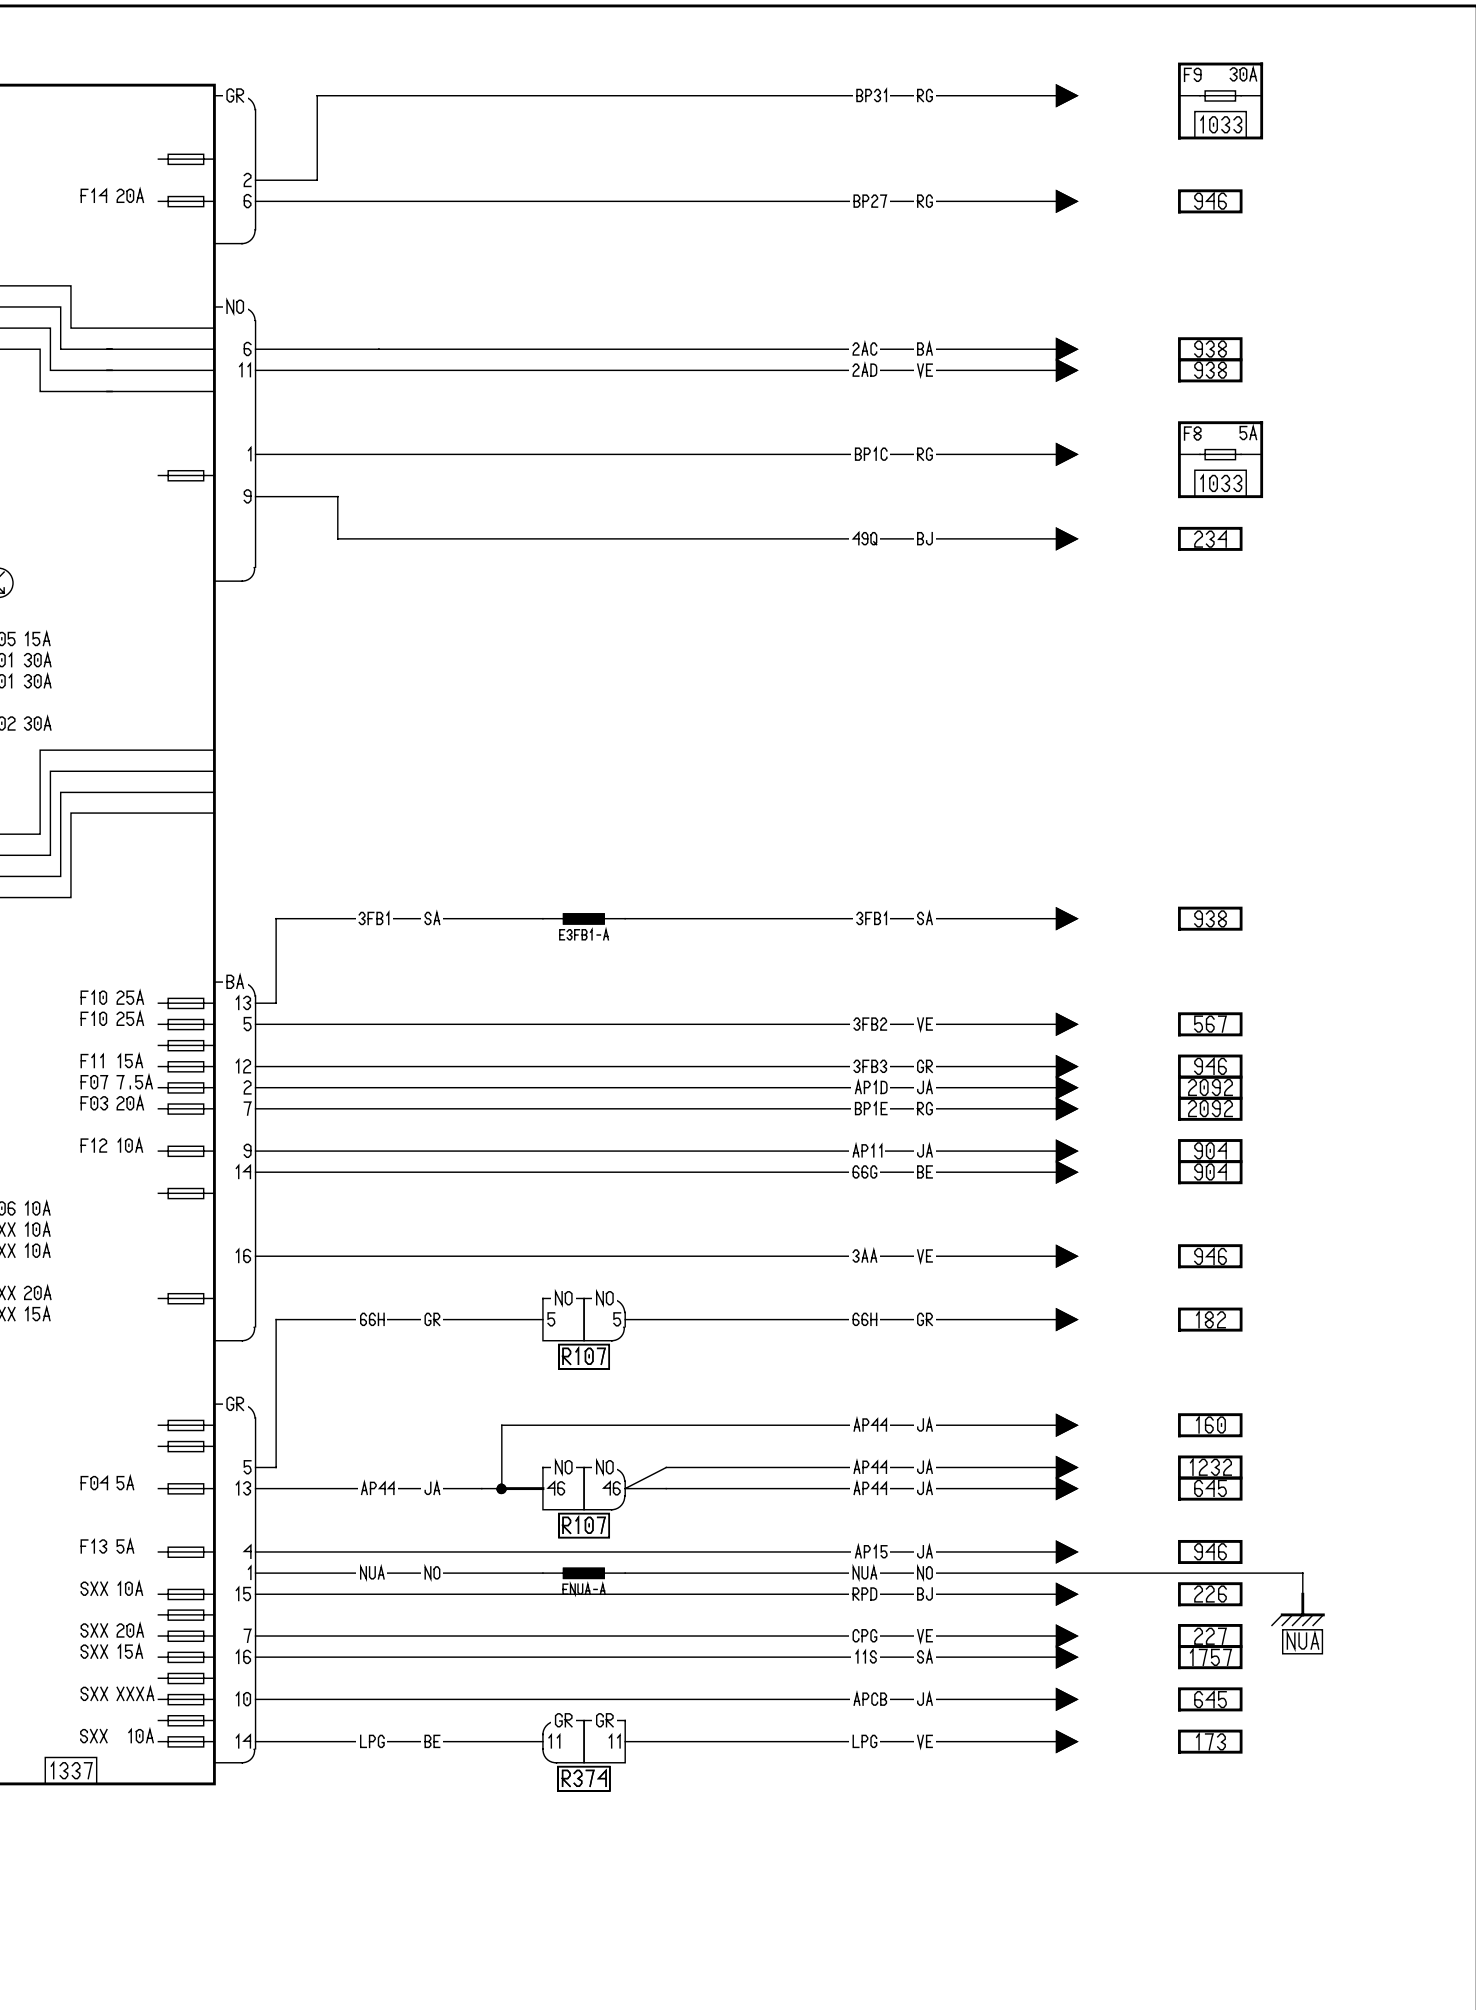 F9 30A
GR BP31 RG
1033
2
F14 20A 6 BP27 RG 946
NO
6 2AC BA 938
11 2AD VE 938
F8 5A
1 BP1C RG
1033
9
49Q BJ 234
05 15A
01 30A
01 30A
02 30A
3FB1 SA 3FB1 SA 938
E3FB1-A
BA
F10 25A 13
F10 25A 5 3FB2 VE 567
F11 15A 12 3FB3 GR 946
F07 7.5A 2 AP1D JA 2092
F03 20A 7 BP1E RG 2092
F12 10A 9 AP11 JA 904
14 66G BE 904
06 10A
XX 10A
XX 10A
16 3AA VE 946
XX 20A
NO NO
XX 15A
66H GR 5 5 66H GR 182
R107
GR
AP44 JA 160
5 NO NO AP44 JA 1232
F04 5A 13 AP44 JA 46 46 AP44 JA 645
R107
F13 5A 4 AP15 JA 946
1 NUA NO NUA NO
ENUA-A
SXX 10A 15 RPD BJ 226
SXX 20A 7 CPG VE 227
NUA
SXX 15A 16 11S SA 1757
SXX XXXA 10 APCB JA 645
GR GR
SXX 10A 14 LPG BE 11 11 LPG VE 173
1337
R374